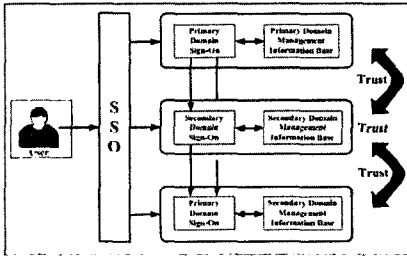 Primary
Domain
Sign-On
Primary Domain
Management
Information Base
Trust
S
S
O
User
Secondary
Domain
Sign-On
Secondary Domain
Management
Information Base
Trust
Trust
Primary
Domain
Sign-On
Secondary Domain
Management
Information Base